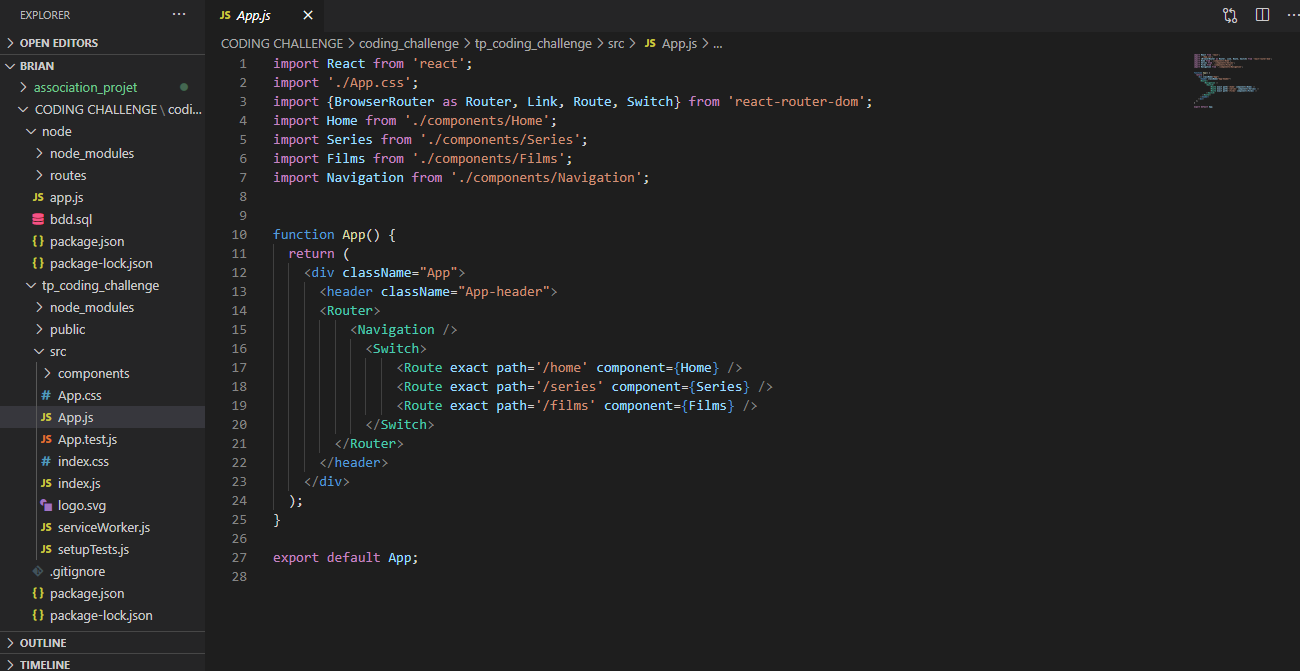 EXPLORER
...
OPEN EDITORS
BRIAN
association_projet
CODING CHALLENGE \ codi...
node
node_modules
routes
JS app.js
bdd.sql
{} package.json
{} package-lock.json
tp_coding_challenge
node_modules
public
src
components
# App.css
JS App.js
JS App.test.js
# index.css
JS index.js
logo.svg
JS serviceWorker.js
JS setupTests.js
.gitignore
{} package.json
{} package-lock.json
OUTLINE
TIMELINE
JS App.js
CODING CHALLENGE > coding_challenge > tp_coding_challenge > src > JS App.js > ...
1 import React from 'react';
2 import './App.css';
3 import {BrowserRouter as Router, Link, Route, Switch} from 'react-router-dom';
4 import Home from './components/Home';
5 import Series from './components/Series';
6 import Films from './components/Films';
7 import Navigation from './components/Navigation';
8
9
10 function App() {
11   return (
12     <div className="App">
13       <header className="App-header">
14       <Router>
15           <Navigation />
16             <Switch>
17                 <Route exact path='/home' component={Home} />
18                 <Route exact path='/series' component={Series} />
19                 <Route exact path='/films' component={Films} />
20             </Switch>
21         </Router>
22       </header>
23     </div>
24   );
25 }
26
27 export default App;
28